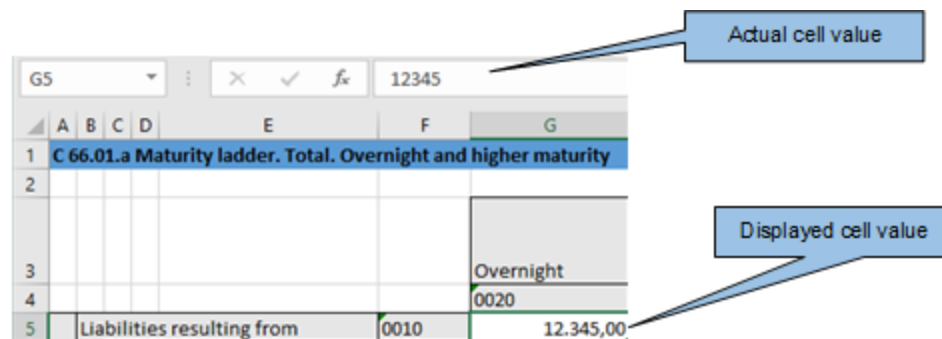 Actual cell value
G5 fx 12345
A B C D E F G
1 C 66.01.a Maturity ladder. Total. Overnight and higher maturity
2
Displayed cell value
3 Overnight
4 0020
5 Liabilities resulting from 0010 12.345,00